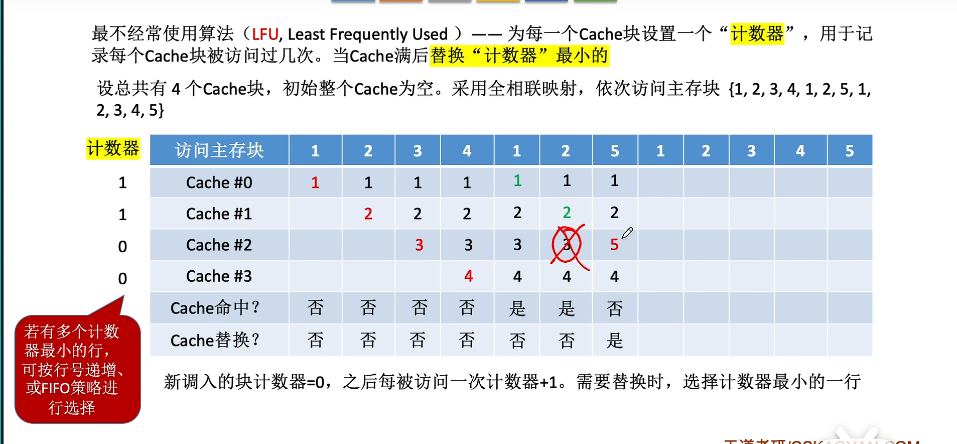 最不经常使用算法（LFU, Least Frequently Used ）—— 为每一个Cache块设置一个“计数器”，用于记
录每个Cache块被访问过几次。当Cache满后替换“计数器”最小的
设总共有 4 个Cache块，初始整个Cache为空。采用全相联映射，依次访问主存块 {1, 2, 3, 4, 1, 2, 5, 1,
2, 3, 4, 5}
计数器 访问主存块 1 2 3 4 1 2 5 1 2 3 4 5
1 Cache #0 1 1 1 1 1 1 1
1 Cache #1 2 2 2 2 2 2
0 Cache #2 3 3 3 3 5
0 Cache #3 4 4 4 4
Cache命中？ 否 否 否 否 是 是 否
Cache替换？ 否 否 否 否 否 否 是
若有多个计数
器最小的行，
可按行号递增、
或FIFO策略进
行选择
新调入的块计数器=0，之后每被访问一次计数器+1。需要替换时，选择计数器最小的一行